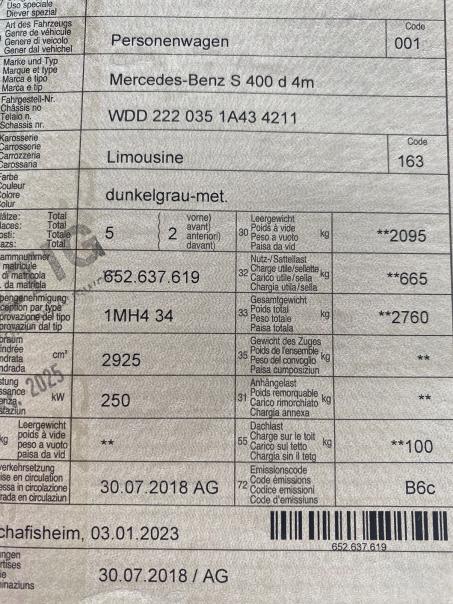 Uso speciale
Diever spezial
Art des Fahrzeugs
Genre de véhicule
Genere di veicolo
Gener dal vehichel
Personenwagen
Code
001
Marke und Typ
Marque et type
Marca e tipo
Marca e tip
Mercedes-Benz S 400 d 4m
Fahrgestell-Nr.
Châssis no
Telaio n.
Schassis nr.
WDD 222 035 1A43 4211
Karosserie
Carrosserie
Carrozzeria
Carossaria
Limousine
Code
163
Farbe
Couleur
Colore
Colur
dunkelgrau-met.
Total
Total
Totale
Total
5
2
vorne)
avant)
anteriori)
davant)
30
Leergewicht
Poids à vide
Peso a vuoto
Paisa da vid
kg
**2095
matricule
di matricola
da matricla
652.637.619
32
Nutz-/Sattellast
Charge utile/sellette
Carico utile/sella
Chargia utila/sella
kg
**665
1MH4 34
33
Gesamtgewicht
Poids total
Peso totale
Paisa totala
kg
**2760
cm³
2925
35
Gewicht des Zuges
Poids de l'ensemble
Peso del convoglio
Paisa cumposiziun
kg
**
2025
kW
250
31
Anhängelast
Poids remorquable
Carico rimorchiato
Chargia annexa
kg
**
kg
Leergewicht
poids à vide
peso a vuoto
paisa da vid
**
55
Dachlast
Charge sur le toit
Carico sul tetto
Chargia sin il tetg
kg
**100
30.07.2018 AG
72
Emissionscode
Code émissions
Codice emissioni
Code d'emissiuns
B6c
chafisheim, 03.01.2023
652 637 619
30.07.2018 / AG